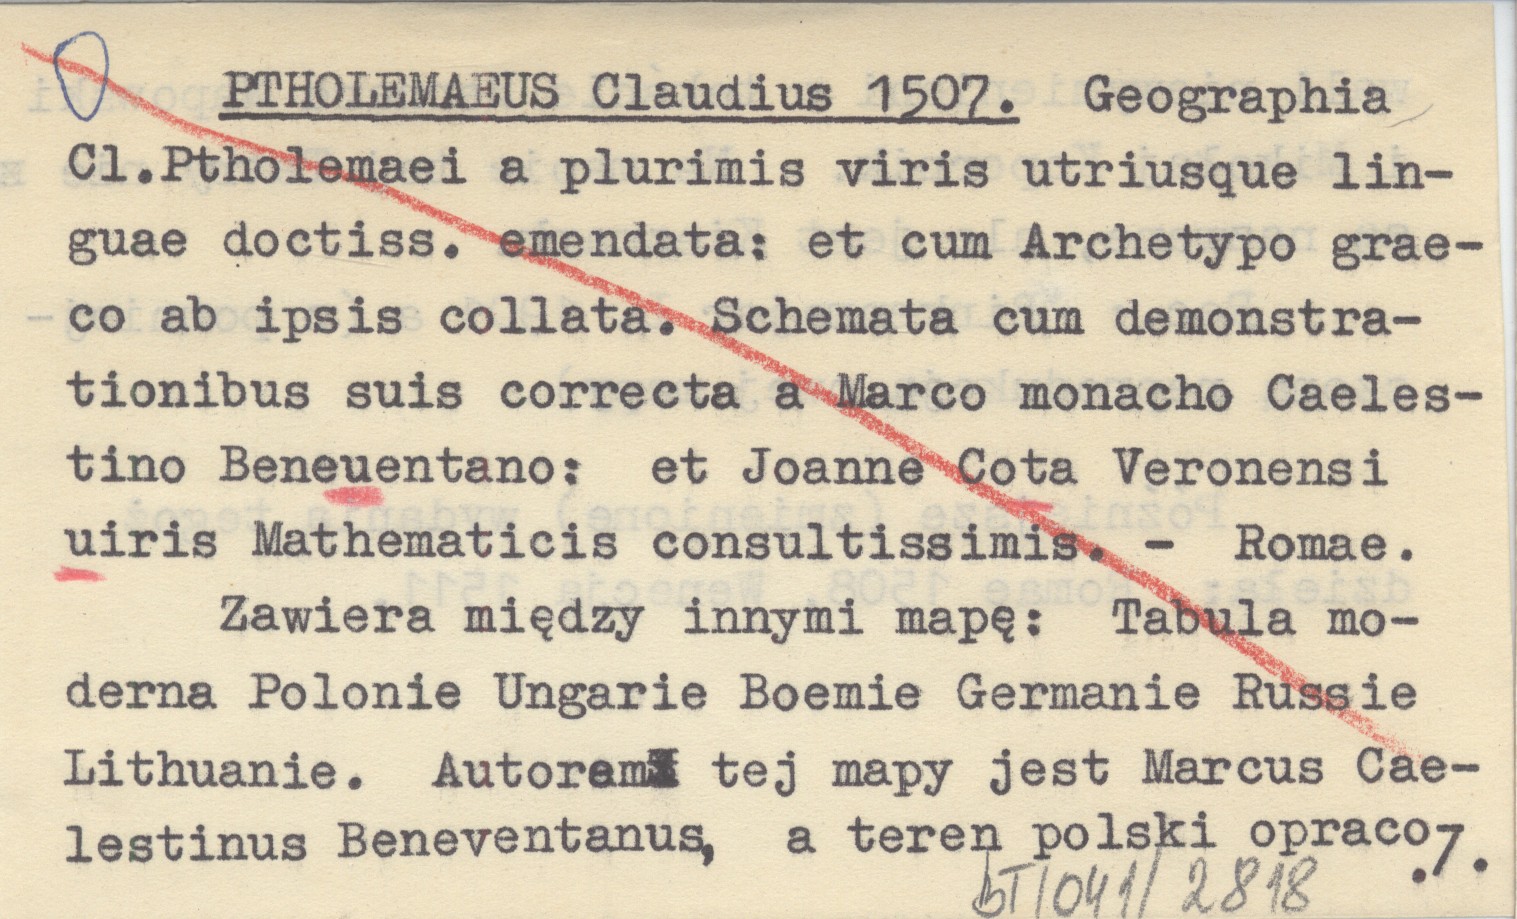 PTHOLEMAEUS Claudius 1507. Geographia
Cl.Ptholemaei a plurimis viris utriusque lin-
guae doctiss. emendata: et cum Archetypo grae-
co ab ipsis collata. Schemata cum demonstra-
tionibus suis correcta a Marco monacho Caeles-
tino Beneuentano: et Joanne Cota Veronensi
uiris Mathematicis consultissimis. - Romae.
Zawiera między innymi mapę: Tabula mo-
derna Polonie Ungarie Boemie Germanie Russie
Lithuanie. Autorem tej mapy jest Marcus Cae-
lestinus Beneventanus, a teren polski opraco
.7.
bT/041/2818